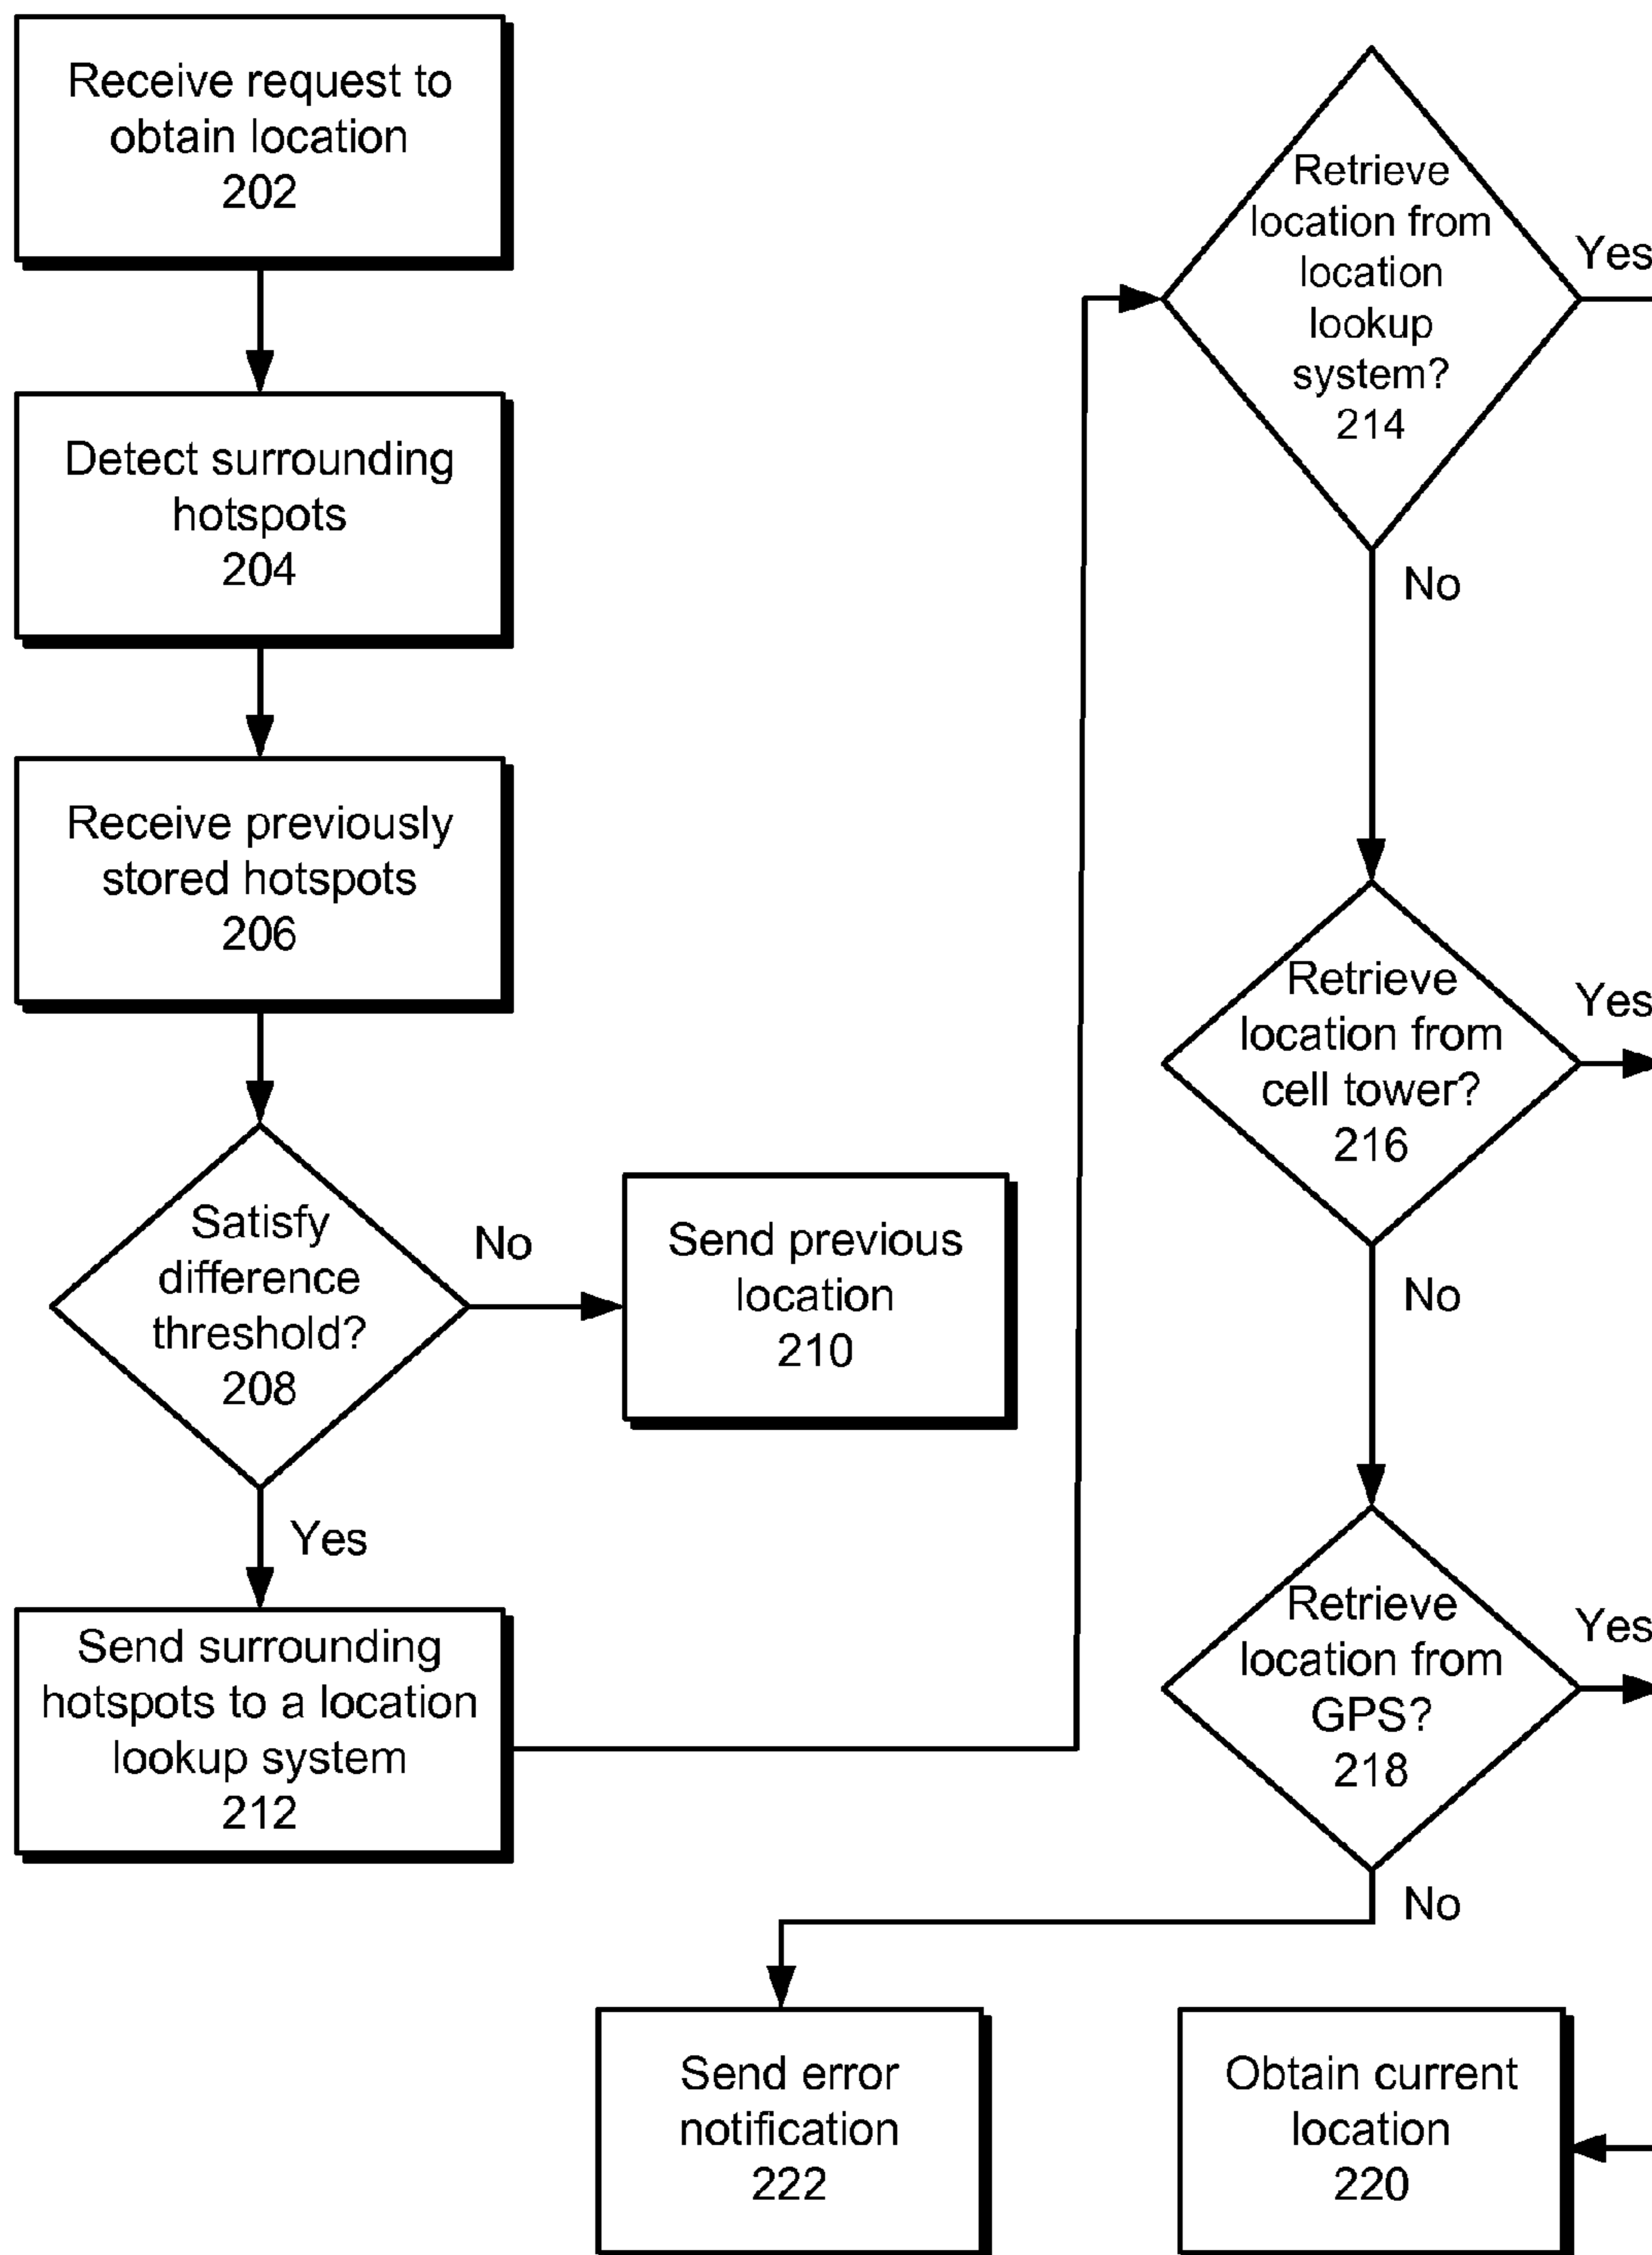 Receive request to
obtain location
202
Detect surrounding
hotspots
204
Receive previously
stored hotspots
206
Satisfy
difference
threshold?
208
No
Send previous
location
210
Yes
Send surrounding
hotspots to a location
lookup system
212
Retrieve
location from
location
lookup
system?
214
Yes
No
Retrieve
location from
cell tower?
216
Yes
No
Retrieve
location from
GPS?
218
Yes
No
Send error
notification
222
Obtain current
location
220